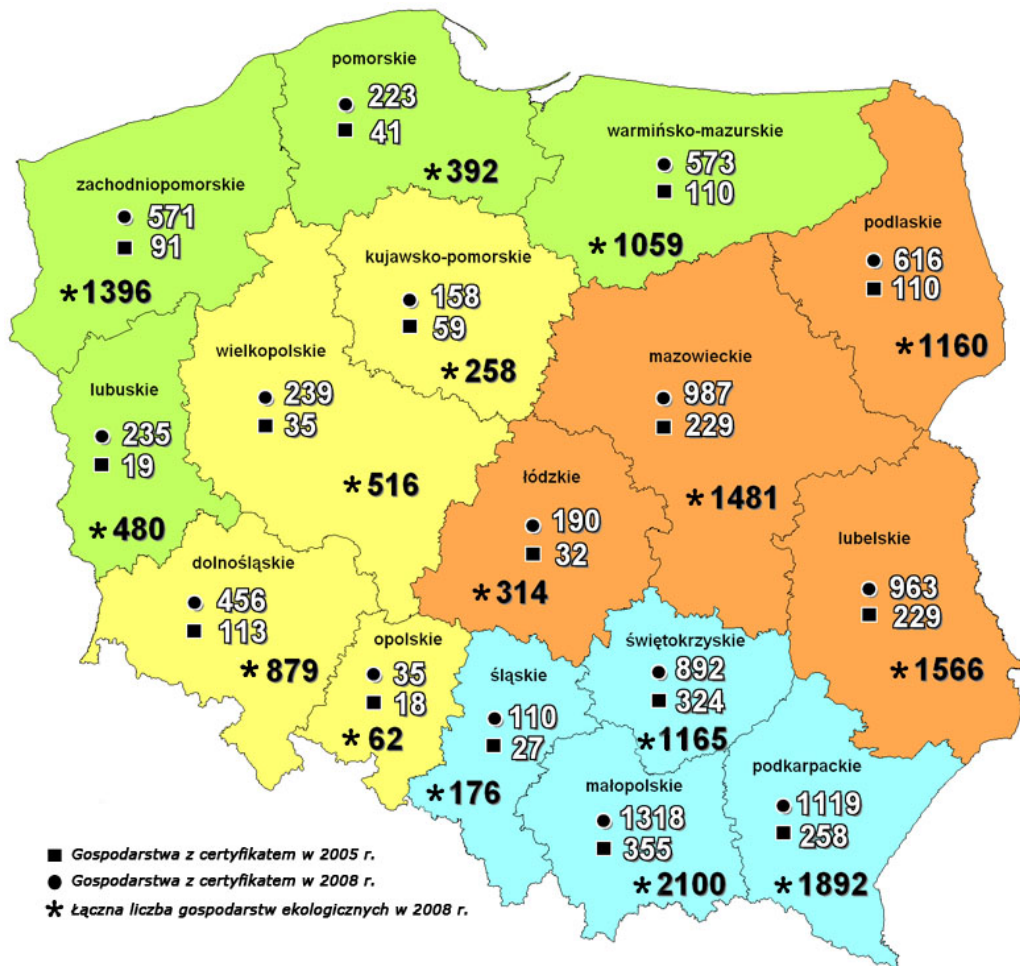 pomorskie
● 223
■ 41
* 392
warmińsko-mazurskie
● 573
■ 110
* 1059
zachodniopomorskie
● 571
■ 91
* 1396
podlaskie
● 616
■ 110
* 1160
kujawsko-pomorskie
● 158
■ 59
* 258
wielkopolskie
● 239
■ 35
* 516
mazowieckie
● 987
■ 229
* 1481
lubuskie
● 235
■ 19
* 480
łódzkie
● 190
■ 32
* 314
lubelskie
● 963
■ 229
* 1566
dolnośląskie
● 456
■ 113
* 879
opolskie
● 35
■ 18
* 62
śląskie
● 110
■ 27
* 176
świętokrzyskie
● 892
■ 324
* 1165
małopolskie
● 1318
■ 355
* 2100
podkarpackie
● 1119
■ 258
* 1892
■ Gospodarstwa z certyfikatem w 2005 r.
● Gospodarstwa z certyfikatem w 2008 r.
* Łączna liczba gospodarstw ekologicznych w 2008 r.